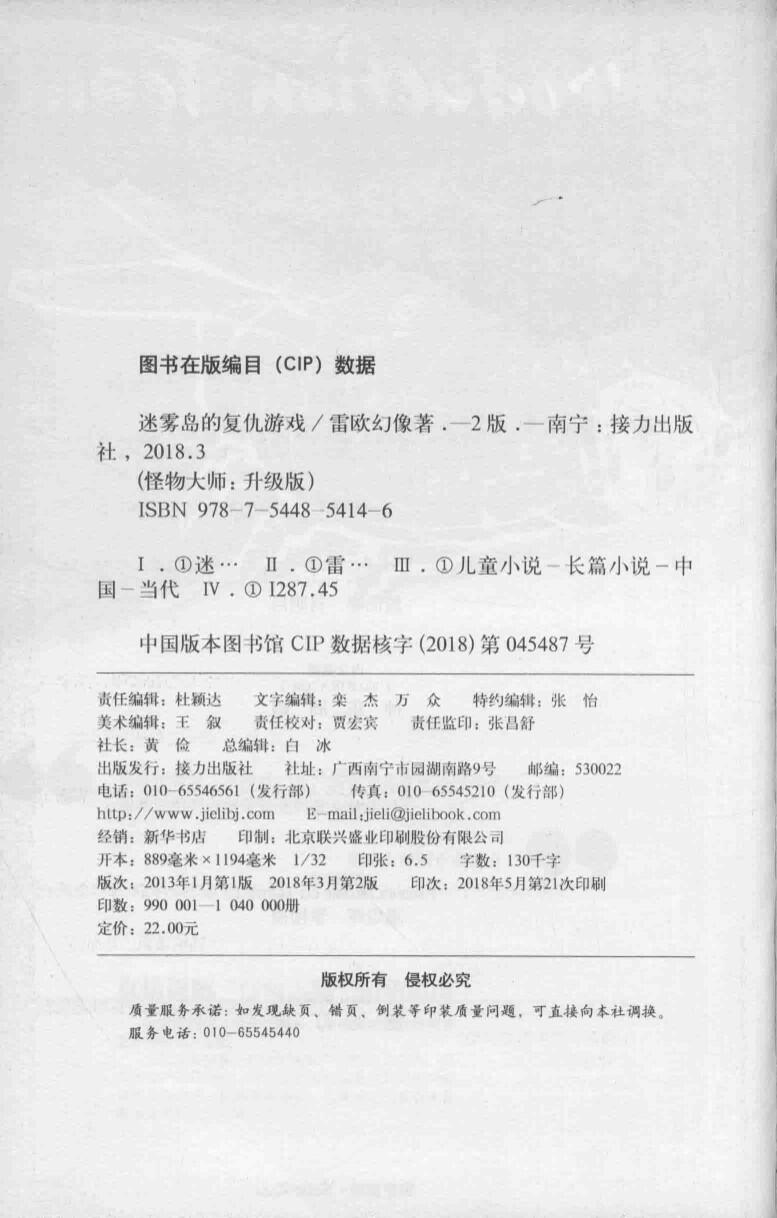 图书在版编目（CIP）数据
迷雾岛的复仇游戏／雷欧幻像著．—2版．—南宁：接力出版
社，2018.3
(怪物大师：升级版)
ISBN 978-7-5448-5414-6
Ⅰ．①迷… Ⅱ．①雷… Ⅲ．①儿童小说－长篇小说－中
国－当代 Ⅳ．①I287.45
中国版本图书馆CIP数据核字(2018)第045487号
责任编辑：杜颖达 文字编辑：栾 杰 万 众 特约编辑：张 怡
美术编辑：王 叙 责任校对：贾宏宾 责任监印：张昌舒
社长：黄 俭 总编辑：白 冰
出版发行：接力出版社 社址：广西南宁市园湖南路9号 邮编：530022
电话：010-65546561（发行部） 传真：010-65545210（发行部）
http://www.jielibj.com E-mail:jieli@jielibook.com
经销：新华书店 印制：北京联兴盛业印刷股份有限公司
开本：889毫米×1194毫米 1/32 印张：6.5 字数：130千字
版次：2013年1月第1版 2018年3月第2版 印次：2018年5月第21次印刷
印数：990 001—1 040 000册
定价：22.00元
版权所有 侵权必究
质量服务承诺：如发现缺页、错页、倒装等印装质量问题，可直接向本社调换。
服务电话：010-65545440